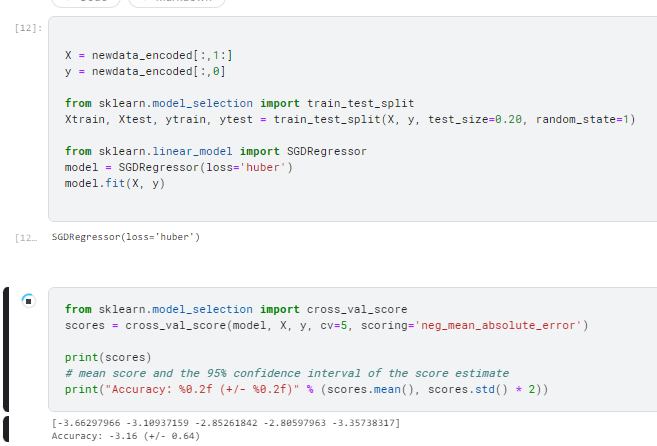 [12]:
X = newdata_encoded[:,1:]
y = newdata_encoded[:,0]
from sklearn.model_selection import train_test_split
Xtrain, Xtest, ytrain, ytest = train_test_split(X, y, test_size=0.20, random_state=1)
from sklearn.linear_model import SGDRegressor
model = SGDRegressor(loss='huber')
model.fit(X, y)
[12…
SGDRegressor(loss='huber')
from sklearn.model_selection import cross_val_score
scores = cross_val_score(model, X, y, cv=5, scoring='neg_mean_absolute_error')
print(scores)
# mean score and the 95% confidence interval of the score estimate
print("Accuracy: %0.2f (+/- %0.2f)" % (scores.mean(), scores.std() * 2))
[-3.66297966 -3.10937159 -2.85261842 -2.80597963 -3.35738317]
Accuracy: -3.16 (+/- 0.64)